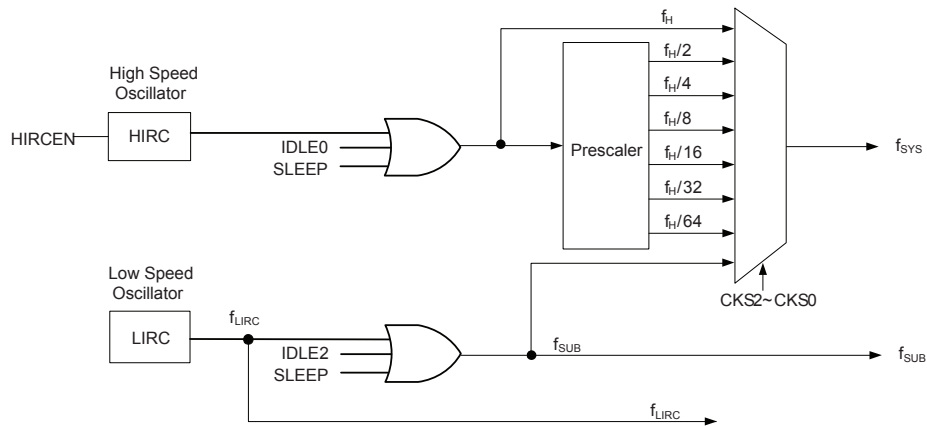 f_H
f_H/2
High Speed
Oscillator
f_H/4
HIRCEN
HIRC
f_H/8
IDLE0
Prescaler
f_SYS
SLEEP
f_H/16
f_H/32
f_H/64
Low Speed
Oscillator
CKS2~CKS0
LIRC
f_LIRC
IDLE2
f_SUB
f_SUB
SLEEP
f_LIRC